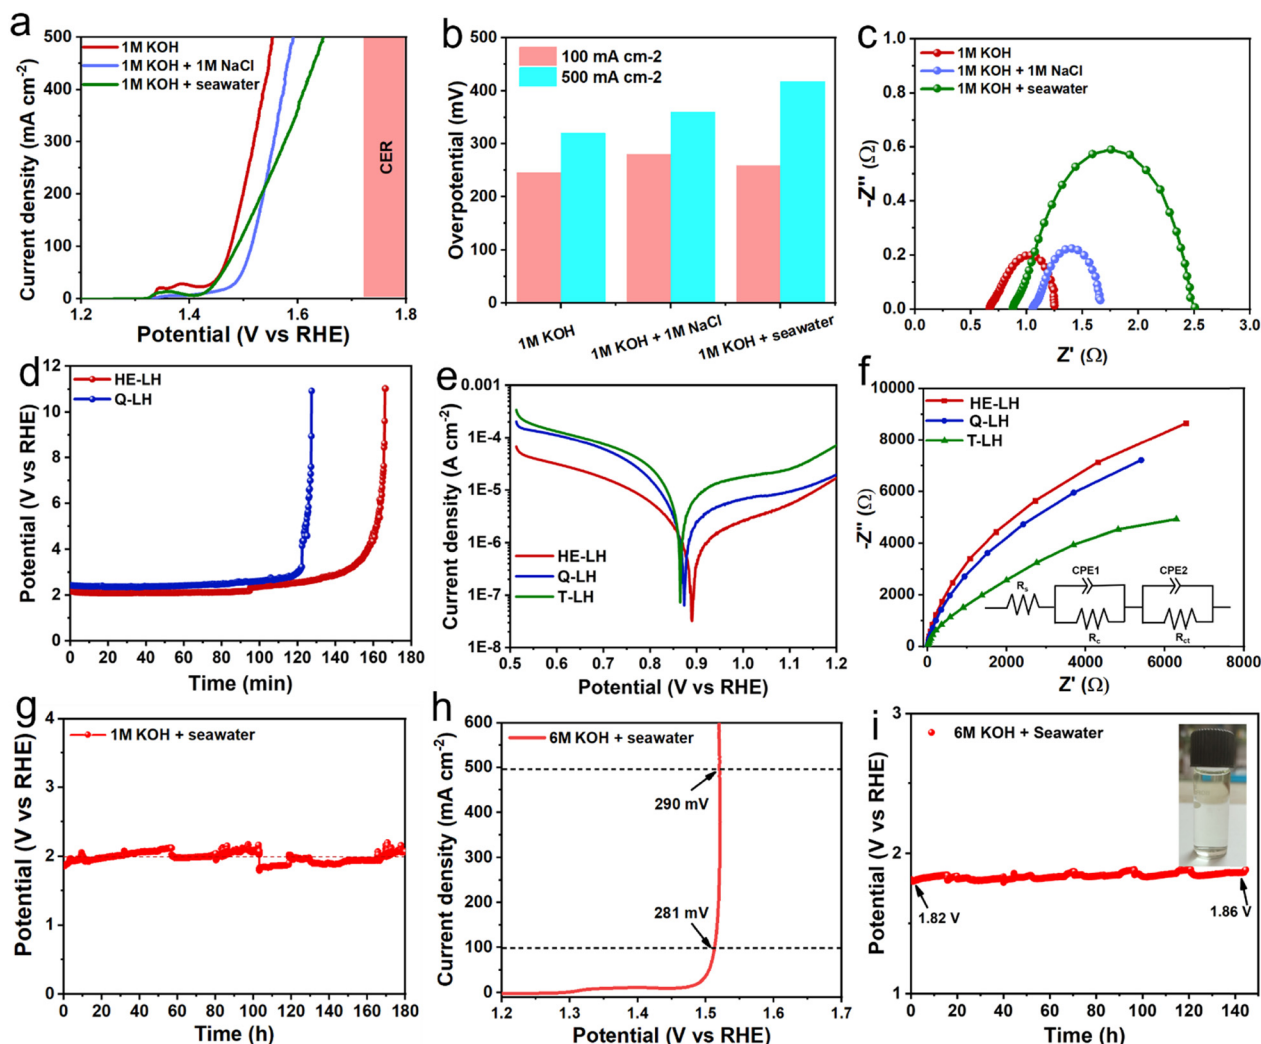 a
500
400
300
200
100
0
1.2
1.4
1.6
1.8
Current density (mA cm-2)
Potential (V vs RHE)
1M KOH
1M KOH + 1M NaCl
1M KOH + seawater
CER
b
500
400
300
200
100
0
Overpotential (mV)
100 mA cm-2
500 mA cm-2
1M KOH
1M KOH + 1M NaCl
1M KOH + seawater
c
1.0
0.8
0.6
0.4
0.2
0.0
0.0
0.5
1.0
1.5
2.0
2.5
3.0
-Z'' (Ω)
Z' (Ω)
1M KOH
1M KOH + 1M NaCl
1M KOH + seawater
d
12
10
8
6
4
2
0
0
20
40
60
80
100
120
140
160
180
Potential (V vs RHE)
Time (min)
HE-LH
Q-LH
e
0.001
1E-4
1E-5
1E-6
1E-7
1E-8
0.5
0.6
0.7
0.8
0.9
1.0
1.1
1.2
Current density (A cm-2)
Potential (V vs RHE)
HE-LH
Q-LH
T-LH
f
10000
8000
6000
4000
2000
0
0
2000
4000
6000
8000
-Z'' (Ω)
Z' (Ω)
HE-LH
Q-LH
T-LH
Rs
CPE1
Rc
CPE2
Rct
g
4
3
2
1
0
0
20
40
60
80
100
120
140
160
180
Potential (V vs RHE)
Time (h)
1M KOH + seawater
h
600
500
400
300
200
100
0
1.2
1.3
1.4
1.5
1.6
1.7
Current density (mA cm-2)
Potential (V vs RHE)
6M KOH + seawater
290 mV
281 mV
i
3
2
1
0
20
40
60
80
100
120
140
Potential (V vs RHE)
Time (h)
6M KOH + Seawater
1.82 V
1.86 V